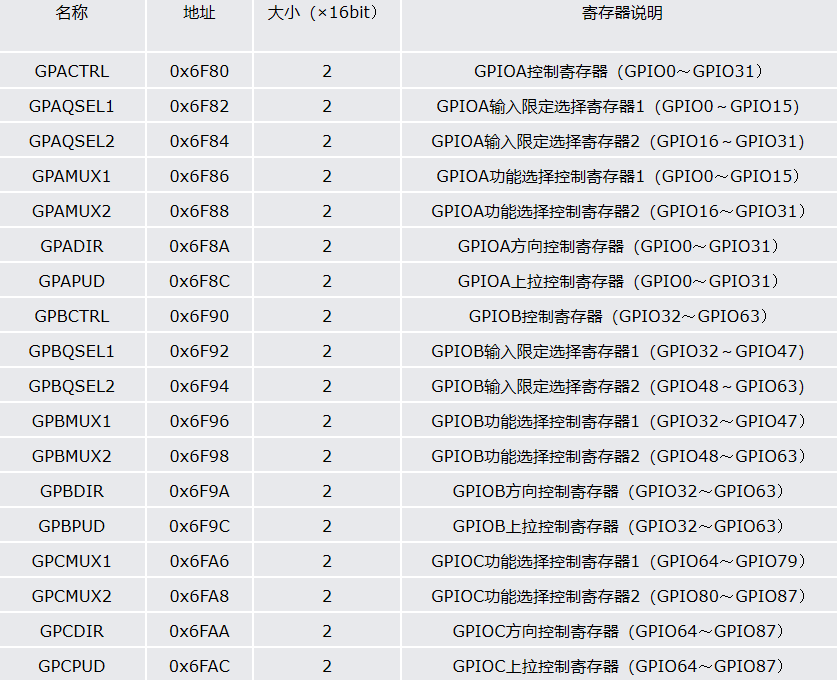 名称 地址 大小（×16bit） 寄存器说明
GPACTRL 0x6F80 2 GPIOA控制寄存器（GPIO0～GPIO31）
GPAQSEL1 0x6F82 2 GPIOA输入限定选择寄存器1（GPIO0～GPIO15)
GPAQSEL2 0x6F84 2 GPIOA输入限定选择寄存器2（GPIO16～GPIO31)
GPAMUX1 0x6F86 2 GPIOA功能选择控制寄存器1（GPIO0～GPIO15）
GPAMUX2 0x6F88 2 GPIOA功能选择控制寄存器2（GPIO16～GPIO31）
GPADIR 0x6F8A 2 GPIOA方向控制寄存器（GPIO0～GPIO31）
GPAPUD 0x6F8C 2 GPIOA上拉控制寄存器（GPIO0～GPIO31）
GPBCTRL 0x6F90 2 GPIOB控制寄存器（GPIO32～GPIO63）
GPBQSEL1 0x6F92 2 GPIOB输入限定选择寄存器1（GPIO32～GPIO47)
GPBQSEL2 0x6F94 2 GPIOB输入限定选择寄存器2（GPIO48～GPIO63)
GPBMUX1 0x6F96 2 GPIOB功能选择控制寄存器1（GPIO32～GPIO47）
GPBMUX2 0x6F98 2 GPIOB功能选择控制寄存器2（GPIO48～GPIO63）
GPBDIR 0x6F9A 2 GPIOB方向控制寄存器（GPIO32～GPIO63）
GPBPUD 0x6F9C 2 GPIOB上拉控制寄存器（GPIO32～GPIO63）
GPCMUX1 0x6FA6 2 GPIOC功能选择控制寄存器1（GPIO64～GPIO79）
GPCMUX2 0x6FA8 2 GPIOC功能选择控制寄存器2（GPIO80～GPIO87）
GPCDIR 0x6FAA 2 GPIOC方向控制寄存器（GPIO64～GPIO87）
GPCPUD 0x6FAC 2 GPIOC上拉控制寄存器（GPIO64～GPIO87）